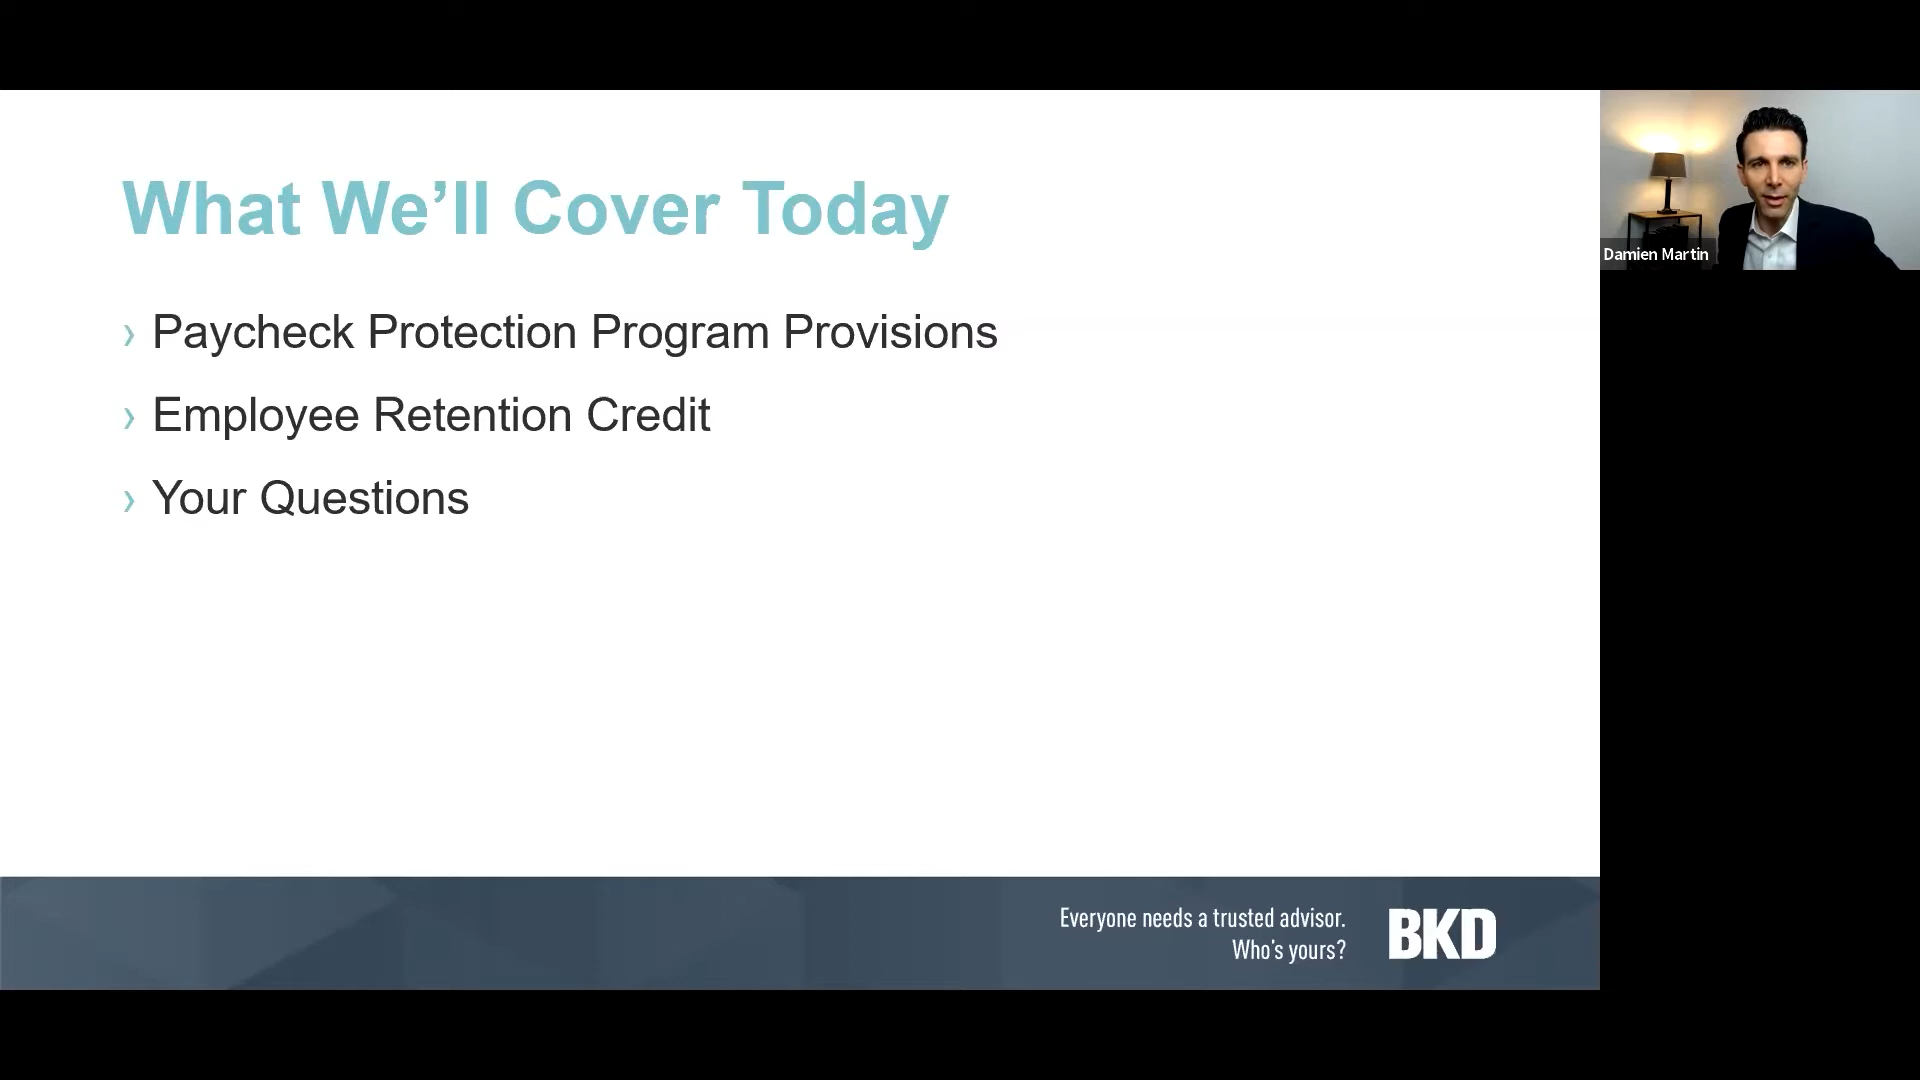 What We’ll Cover Today
› Paycheck Protection Program Provisions
› Employee Retention Credit
› Your Questions
Damien Martin
Everyone needs a trusted advisor.
Who’s yours?
BKD